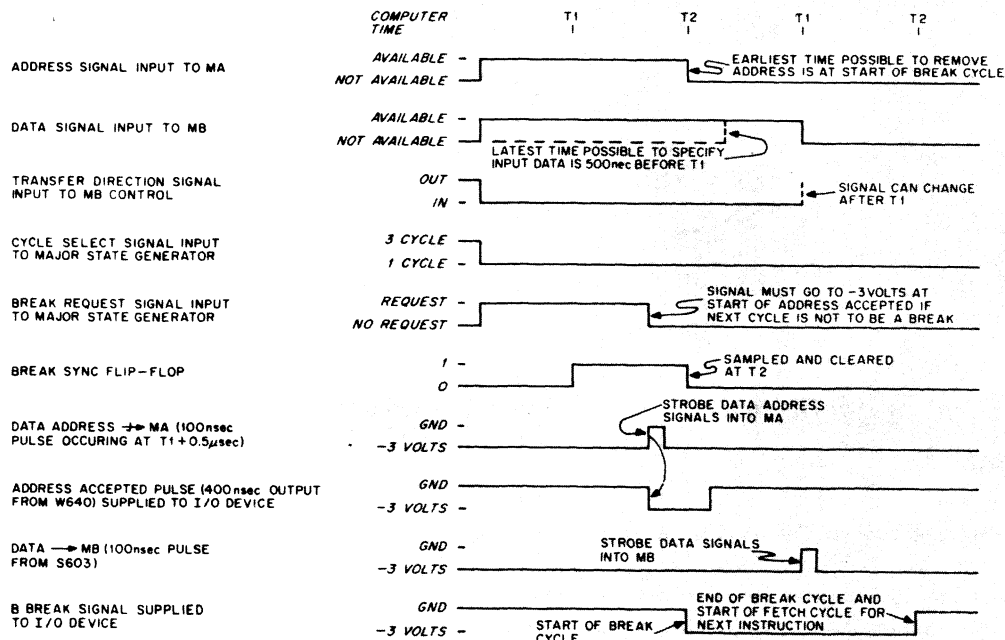 COMPUTER TIME T1 T2 T1 T2
ADDRESS SIGNAL INPUT TO MA
AVAILABLE
NOT AVAILABLE
EARLIEST TIME POSSIBLE TO REMOVE
ADDRESS IS AT START OF BREAK CYCLE
DATA SIGNAL INPUT TO MB
AVAILABLE
NOT AVAILABLE
LATEST TIME POSSIBLE TO SPECIFY
INPUT DATA IS 500nec BEFORE T1
TRANSFER DIRECTION SIGNAL
INPUT TO MB CONTROL
OUT
IN
SIGNAL CAN CHANGE
AFTER T1
CYCLE SELECT SIGNAL INPUT
TO MAJOR STATE GENERATOR
3 CYCLE
1 CYCLE
BREAK REQUEST SIGNAL INPUT
TO MAJOR STATE GENERATOR
REQUEST
NO REQUEST
SIGNAL MUST GO TO -3VOLTS AT
START OF ADDRESS ACCEPTED IF
NEXT CYCLE IS NOT TO BE A BREAK
BREAK SYNC FLIP-FLOP
1
0
SAMPLED AND CLEARED
AT T2
DATA ADDRESS → MA (100nsec
PULSE OCCURING AT T1+0.5μsec)
GND
-3 VOLTS
STROBE DATA ADDRESS
SIGNALS INTO MA
ADDRESS ACCEPTED PULSE (400nsec OUTPUT
FROM W640) SUPPLIED TO I/O DEVICE
GND
-3 VOLTS
DATA → MB (100nsec PULSE
FROM S603)
GND
-3 VOLTS
STROBE DATA SIGNALS
INTO MB
B BREAK SIGNAL SUPPLIED
TO I/O DEVICE
GND
-3 VOLTS
START OF BREAK
CYCLE
END OF BREAK CYCLE AND
START OF FETCH CYCLE FOR
NEXT INSTRUCTION